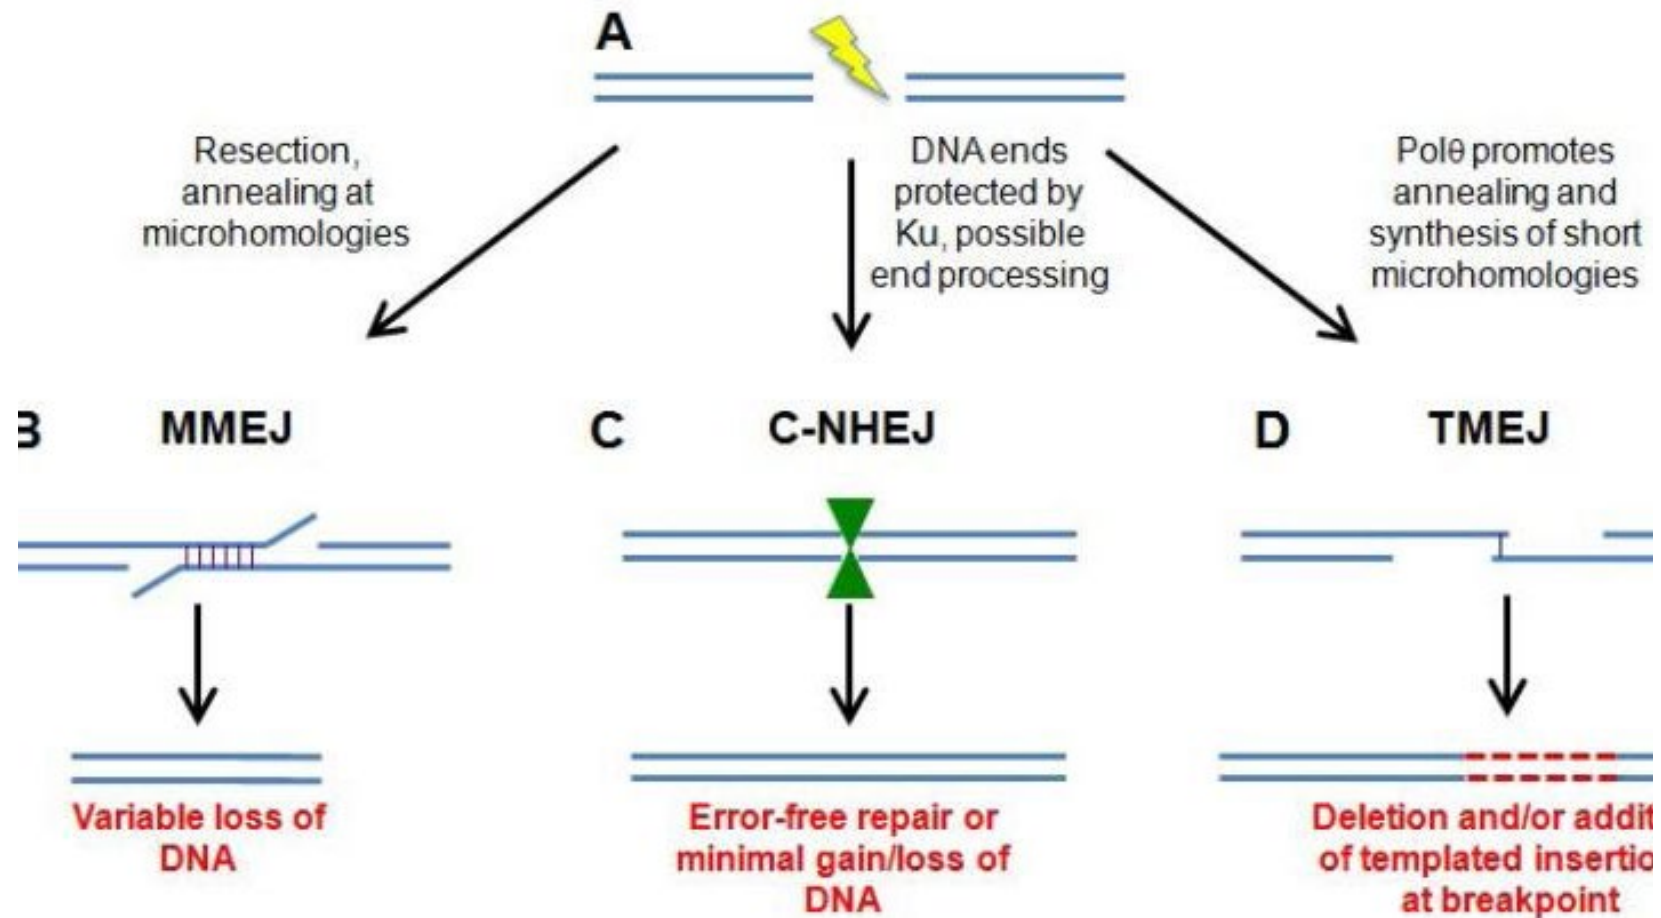 A
Resection,
annealing at
microhomologies
DNA ends
protected by
Ku, possible
end processing
Polθ promotes
annealing and
synthesis of short
microhomologies
B
MMEJ
C
C-NHEJ
D
TMEJ
Variable loss of
DNA
Error-free repair or
minimal gain/loss of
DNA
Deletion and/or addit
of templated insertio
at breakpoint